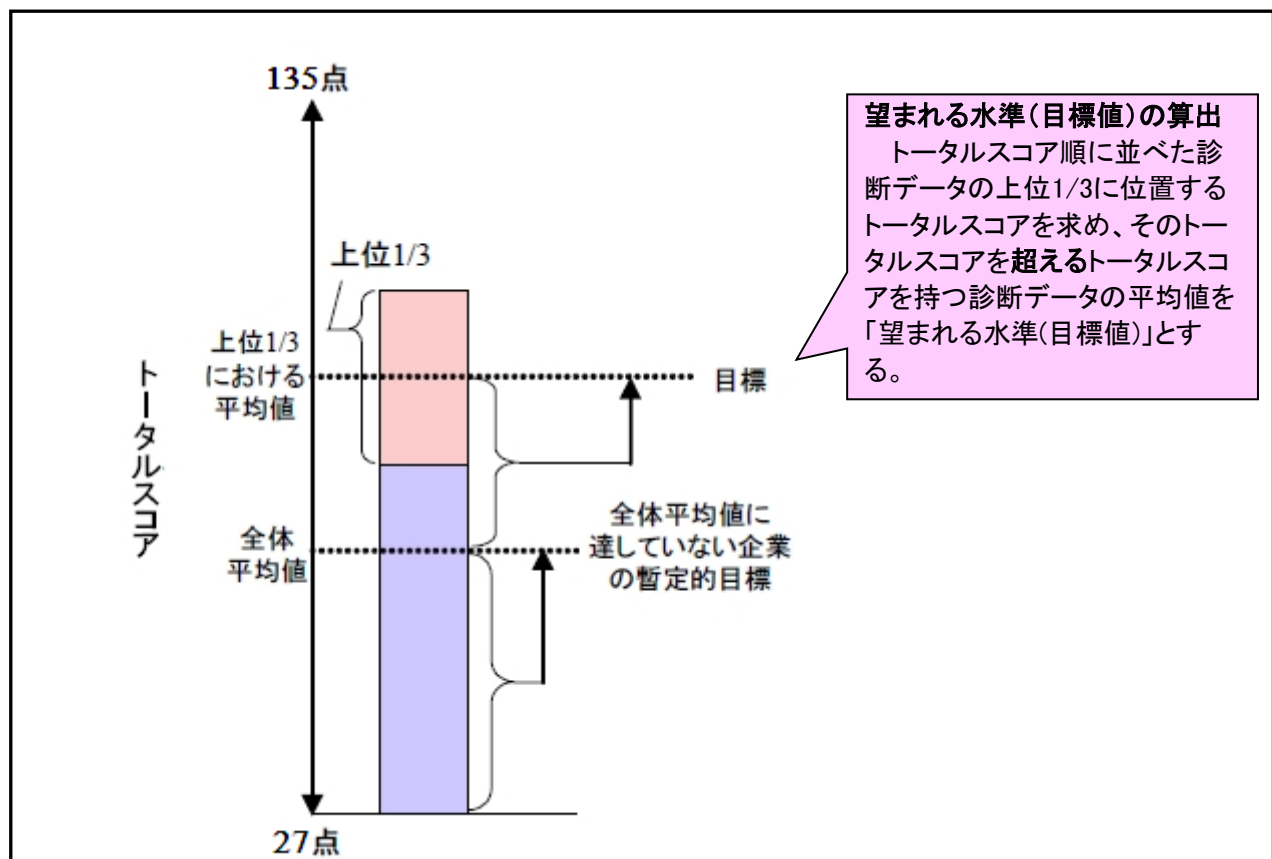 135点
望まれる水準(目標値)の算出
トータルスコア順に並べた診
断データの上位1/3に位置する
トータルスコアを求め、そのトー
タルスコアを超えるトータルスコ
アを持つ診断データの平均値を
「望まれる水準(目標値)」とす
る。
上位1/3
上位1/3
における
平均値
目標
トータルスコア
全体
平均値
全体平均値に
達していない企業
の暫定的目標
27点